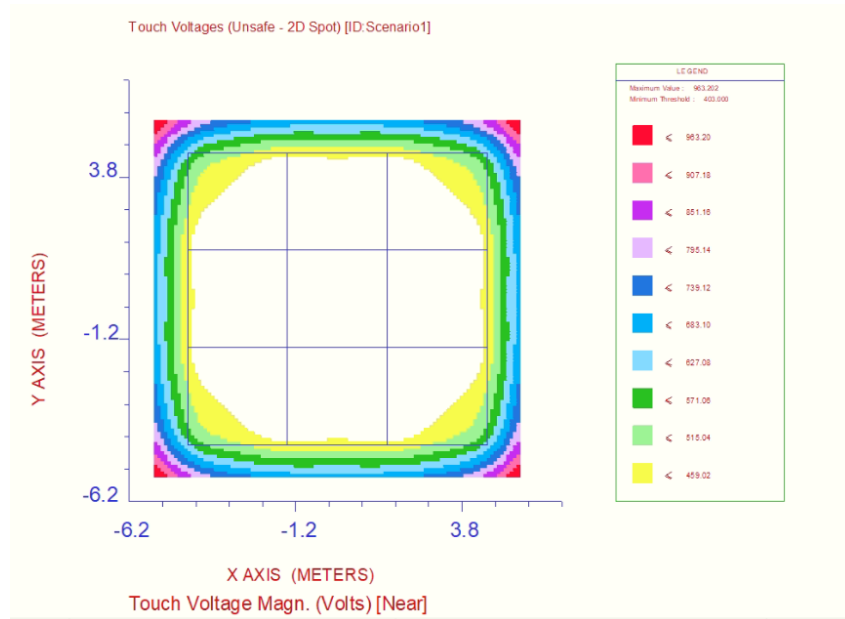 Touch Voltages (Unsafe - 2D Spot) [ID:Scenario1]
LEGEND
Maximum Value : 963.202
Minimum Threshold : 403.000
≤ 963.20
≤ 907.18
≤ 851.16
≤ 795.14
≤ 739.12
≤ 683.10
≤ 627.08
≤ 571.06
≤ 515.04
≤ 459.02
Y AXIS (METERS)
3.8
-1.2
-6.2
-6.2 -1.2 3.8
X AXIS (METERS)
Touch Voltage Magn. (Volts) [Near]